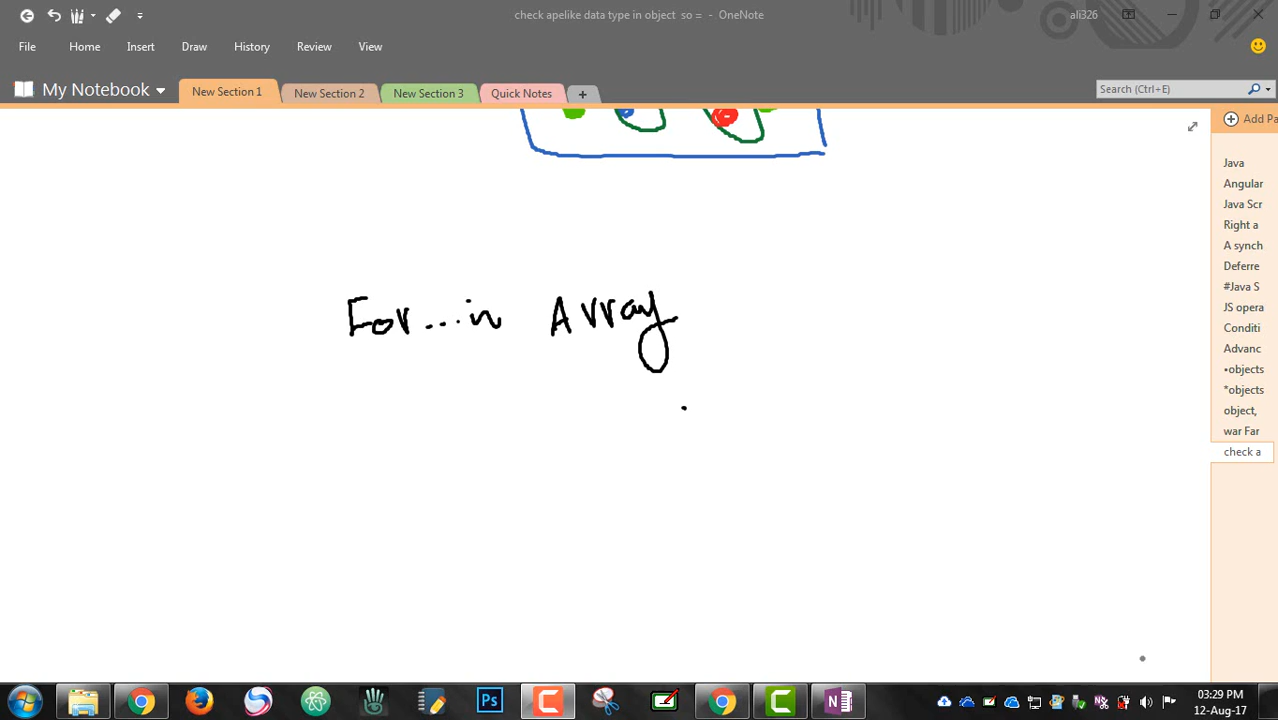 check apelike data type in object so = - OneNote
ali326
File Home Insert Draw History Review View
My Notebook New Section 1 New Section 2 New Section 3 Quick Notes
Search (Ctrl+E)
Add Pa
Java
Angular
Java Scr
Right a
A synch
Deferre
#Java S
JS opera
Conditi
Advanc
•objects
*objects
object,
war Far
check a
For...in Array
Ps
N
03:29 PM
12-Aug-17